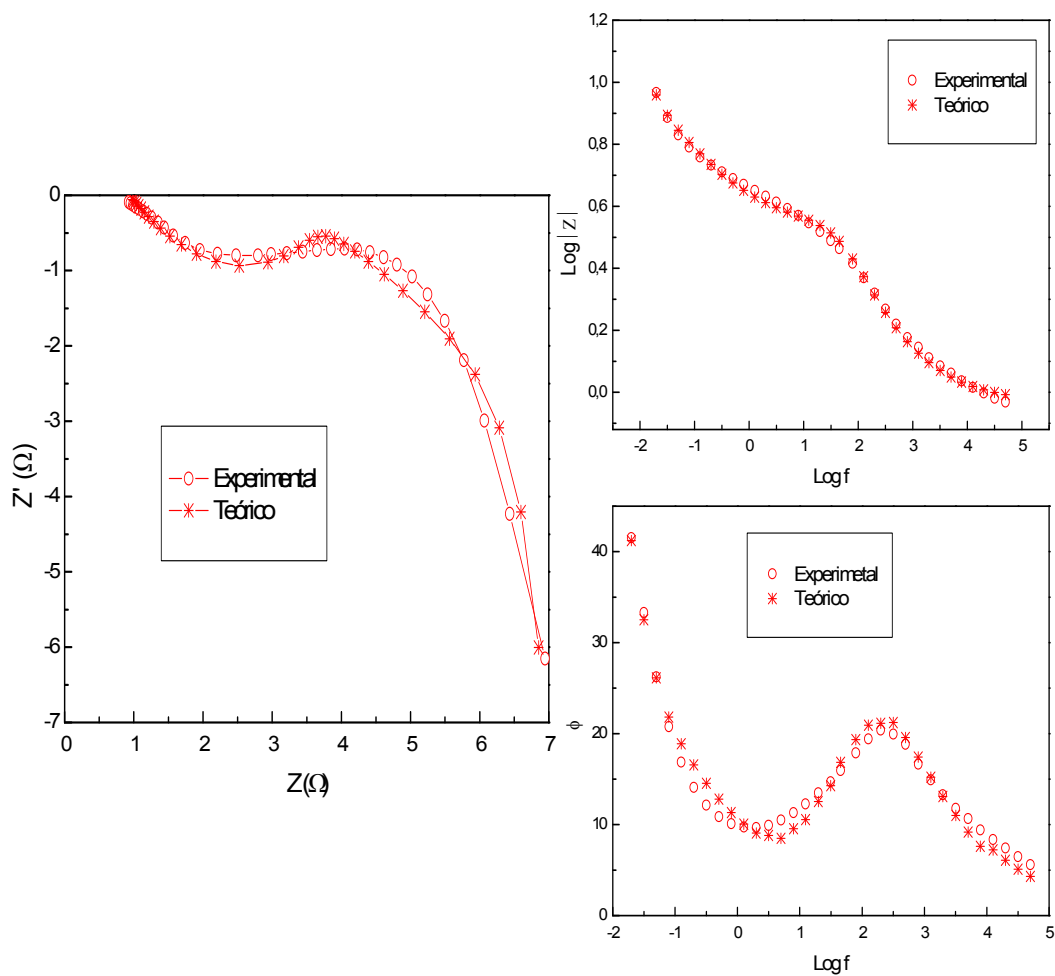 0
-1
-2
-3
-4
-5
-6
-7
Z' (Ω)
Experimental
Teórico
0 1 2 3 4 5 6 7
Z(Ω)
1,2
1,0
0,8
0,6
0,4
0,2
0,0
Log|Z|
Experimental
Teórico
-2 -1 0 1 2 3 4 5
Log f
40
30
20
10
0
ϕ
Experimetal
Teórico
-2 -1 0 1 2 3 4 5
Log f